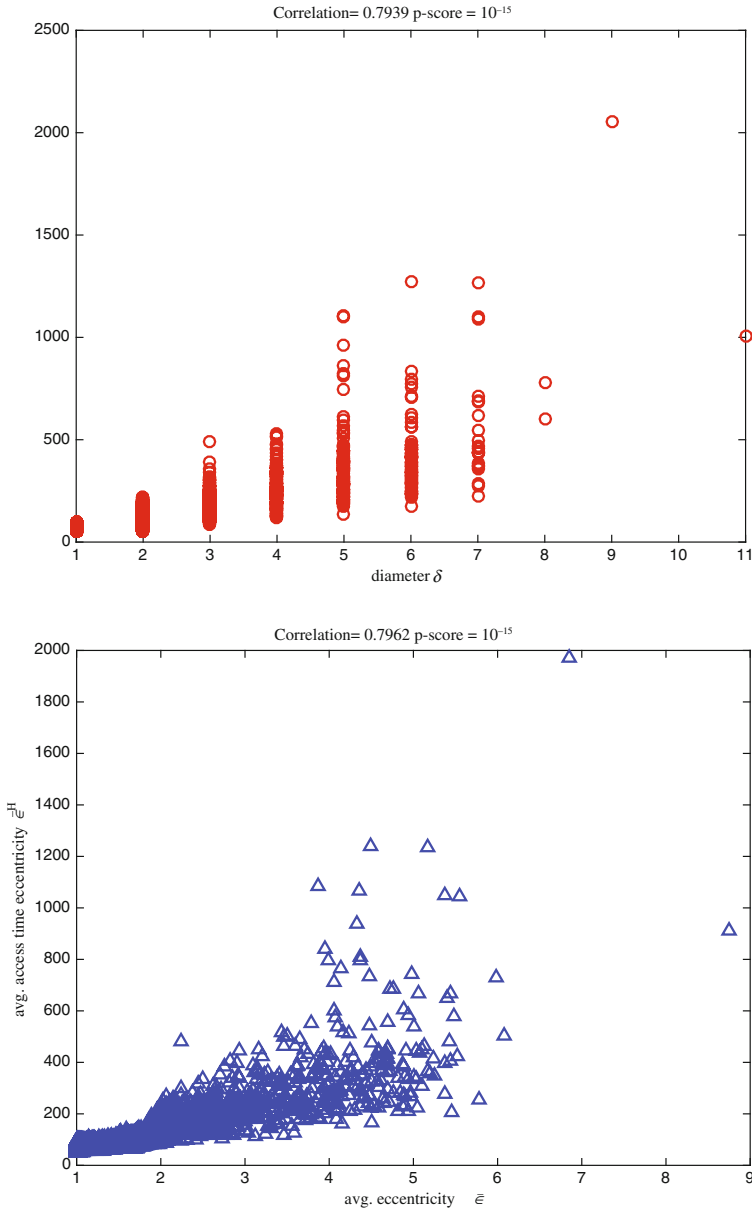 Correlation= 0.7939 p-score = 10⁻¹⁵
2500
2000
1500
1000
500
0
1 2 3 4 5 6 7 8 9 10 11
diameter δ
Correlation= 0.7962 p-score = 10⁻¹⁵
2000
1800
1600
1400
1200
1000
800
600
400
200
0
avg. access time eccentricity ε̄ᴴ
1 2 3 4 5 6 7 8 9
avg. eccentricity ε̄